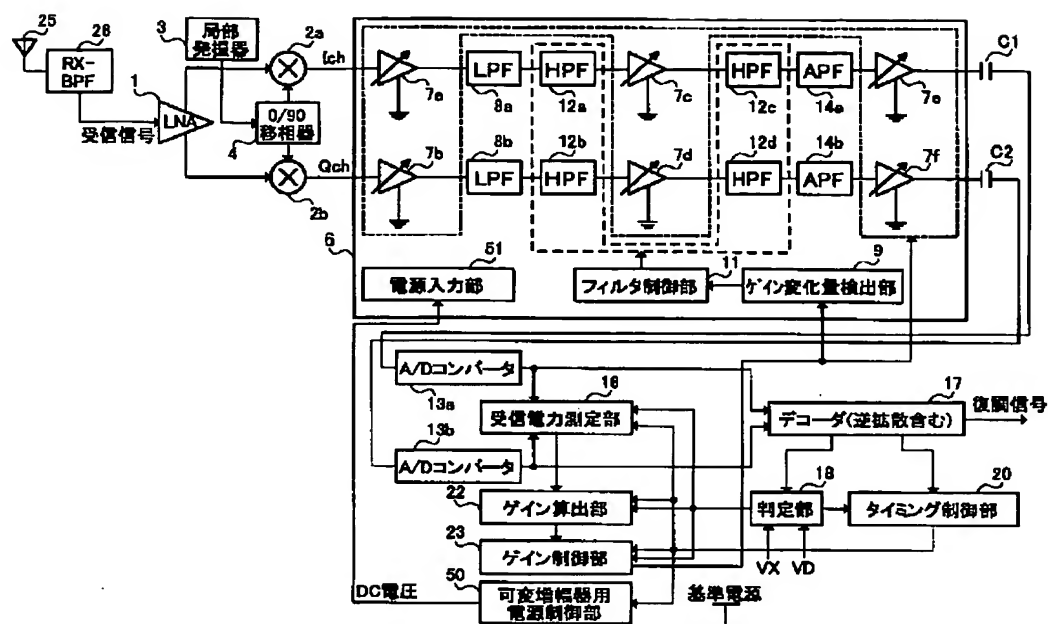 25
28
RX-
BPF
受信信号
1
LNA
3
局部
発振器
2a
4
0/90
移相器
2b
Ich
Qch
6
7a
LPF
8a
HPF
12a
7c
HPF
12c
APF
14a
7e
C1
7b
8b
LPF
12b
HPF
7d
12d
HPF
14b
APF
7f
C2
51
電源入力部
11
フィルタ制御部
9
ゲイン変化量検出部
A/Dコンバータ
13a
16
受信電力測定部
13b
A/Dコンバータ
17
デコーダ(逆拡散含む)
復調信号
22
ゲイン算出部
18
判定部
20
タイミング制御部
23
ゲイン制御部
VX
VD
50
DC電圧
可変増幅器用
電源制御部
基準電源